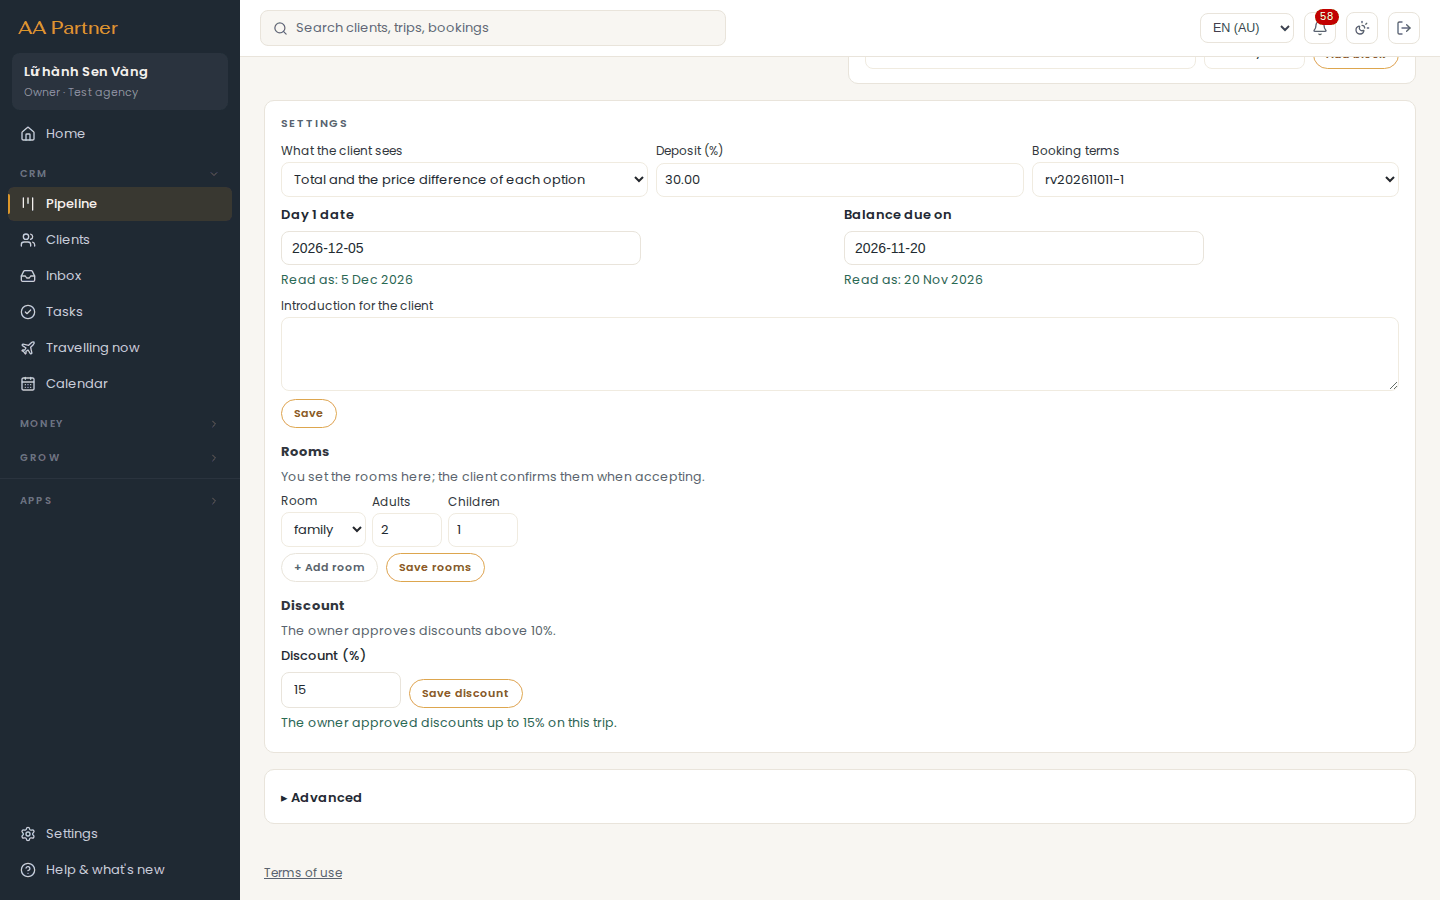 AA Partner
Lữ hành Sen Vàng
Owner · Test agency
Home
CRM
Pipeline
Clients
Inbox
Tasks
Travelling now
Calendar
MONEY
GROW
APPS
Settings
Help & what's new
Search clients, trips, bookings
EN (AU)
58
SETTINGS
What the client sees
Deposit (%)
Booking terms
Total and the price difference of each option
30.00
rv202611011-1
Day 1 date
Balance due on
2026-12-05
2026-11-20
Read as: 5 Dec 2026
Read as: 20 Nov 2026
Introduction for the client
Save
Rooms
You set the rooms here; the client confirms them when accepting.
Room
Adults
Children
family
2
1
+ Add room
Save rooms
Discount
The owner approves discounts above 10%.
Discount (%)
15
Save discount
The owner approved discounts up to 15% on this trip.
▸ Advanced
Terms of use